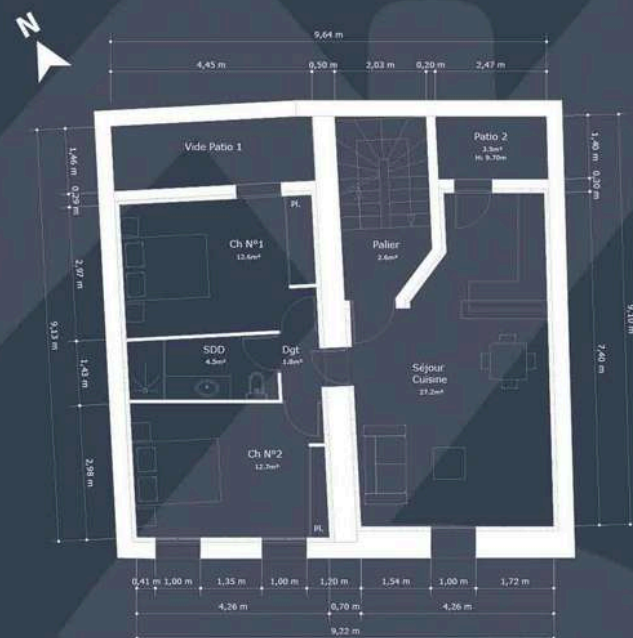 N
9,64 m
4,45 m 0,50 m 2,03 m 0,20 m 2,47 m
Vide Patio 1
Patio 2
3.5m²
H: 9.70m
1,46 m
0,29 m
2,97 m
1,43 m
2,98 m
9,13 m
1,40 m
0,30 m
7,40 m
9,10 m
Pl.
Ch N°1
12.6m²
Palier
2.6m²
SDD
4.5m²
Dgt
1.8m²
Séjour
Cuisine
27.2m²
Ch N°2
12.7m²
Pl.
0,41 m 1,00 m 1,35 m 1,00 m 1,20 m 1,54 m 1,00 m 1,72 m
4,26 m 0,70 m 4,26 m
9,22 m